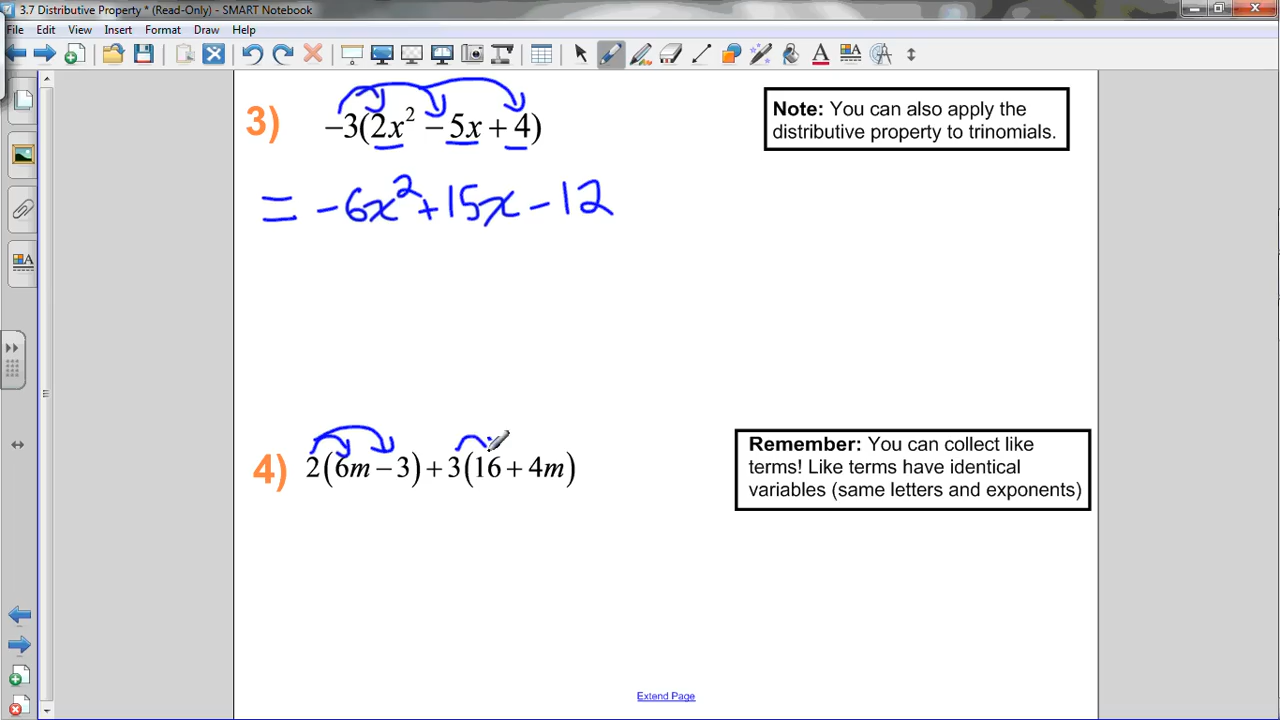 3.7 Distributive Property * (Read-Only) - SMART Notebook
File Edit View Insert Format Tools Draw Help
3) −3(2x² − 5x + 4)
Note: You can also apply the
distributive property to trinomials.
= -6x² + 15x - 12
4) 2(6m − 3) + 3(16 + 4m)
Remember: You can collect like
terms! Like terms have identical
variables (same letters and exponents)
Extend Page